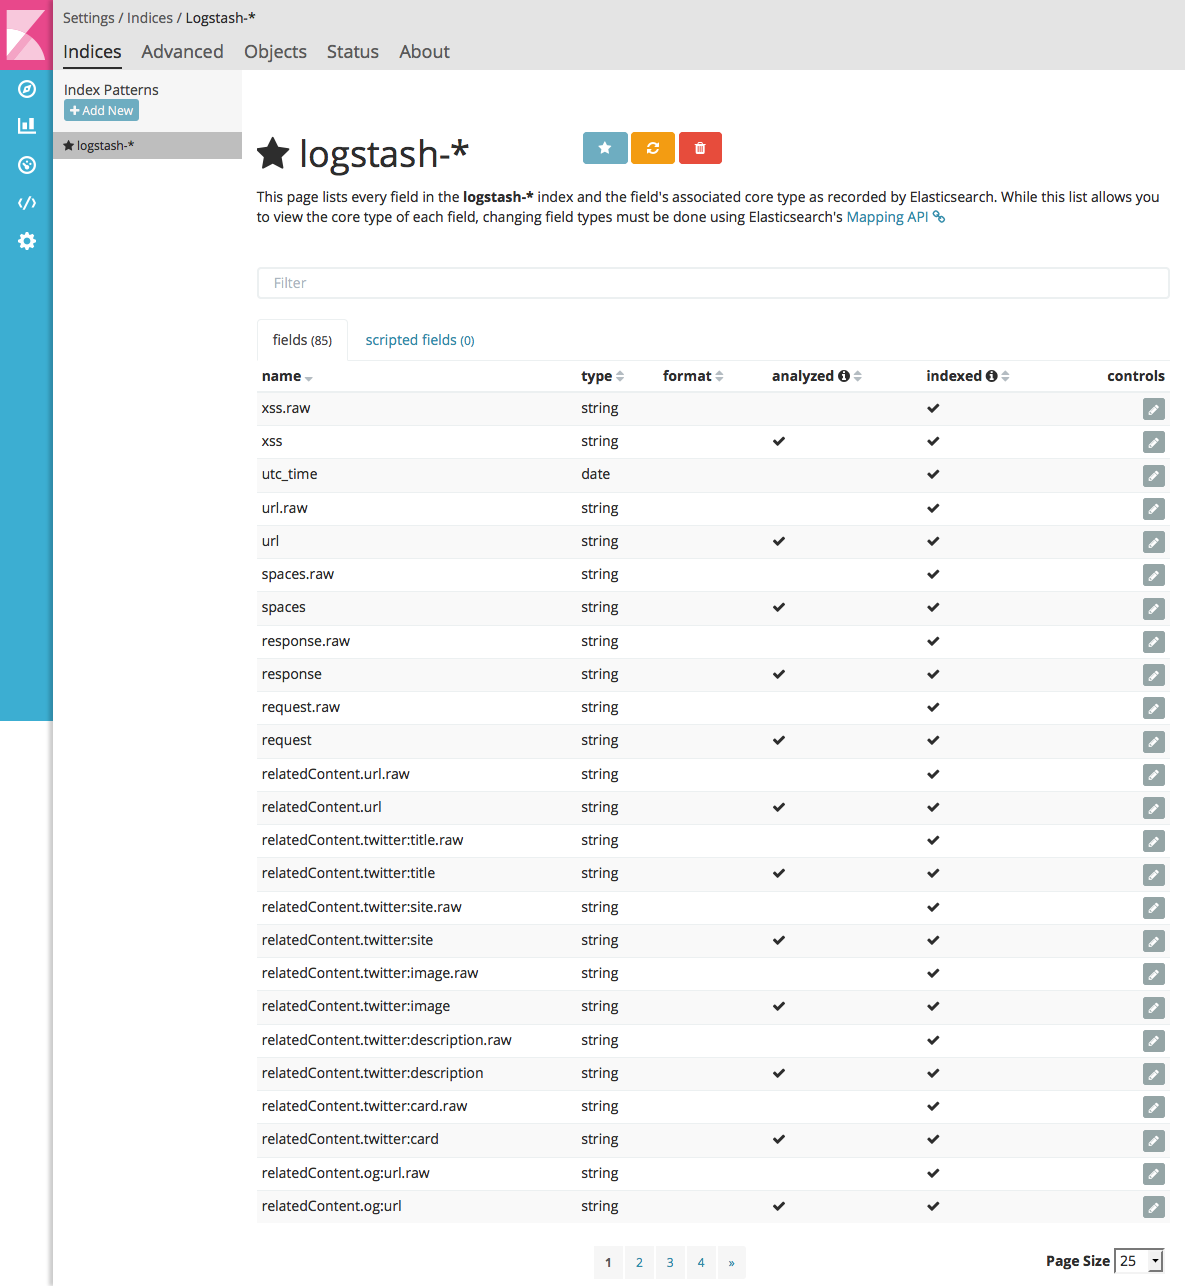 Settings / Indices / Logstash-*
Indices Advanced Objects Status About
Index Patterns
Add New
logstash-*
logstash-*
This page lists every field in the logstash-* index and the field's associated core type as recorded by Elasticsearch. While this list allows you
to view the core type of each field, changing field types must be done using Elasticsearch's Mapping API
Filter
fields (85) scripted fields (0)
name type format analyzed indexed controls
xss.raw string
xss string
utc_time date
url.raw string
url string
spaces.raw string
spaces string
response.raw string
response string
request.raw string
request string
relatedContent.url.raw string
relatedContent.url string
relatedContent.twitter:title.raw string
relatedContent.twitter:title string
relatedContent.twitter:site.raw string
relatedContent.twitter:site string
relatedContent.twitter:image.raw string
relatedContent.twitter:image string
relatedContent.twitter:description.raw string
relatedContent.twitter:description string
relatedContent.twitter:card.raw string
relatedContent.twitter:card string
relatedContent.og:url.raw string
relatedContent.og:url string
1 2 3 4 » Page Size 25